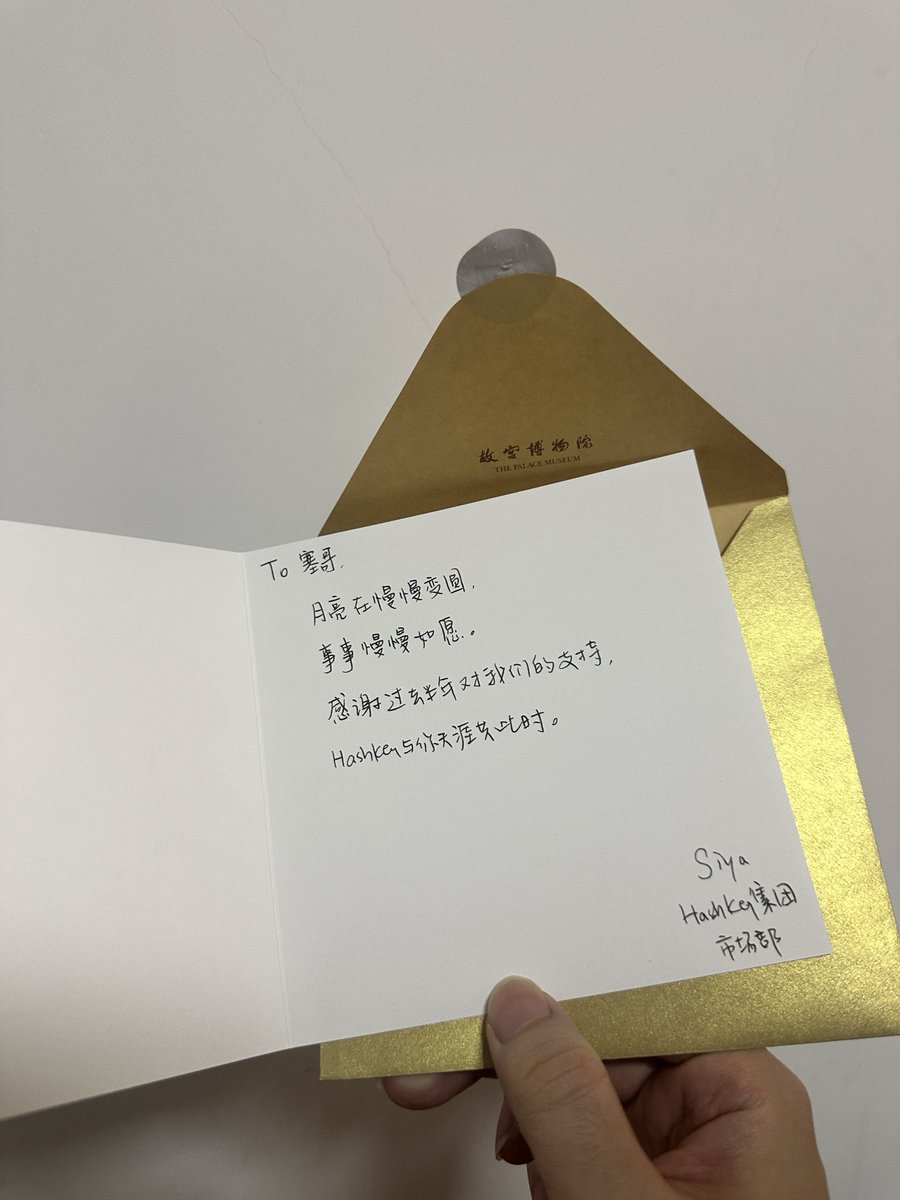 故宫博物院
THE PALACE MUSEUM
To 塞哥,
月亮在慢慢变圆,
事事慢慢如愿。
感谢过去半年对我们的支持,
HashKey与你天涯共此时。
Siya
HashKey集团
市场部